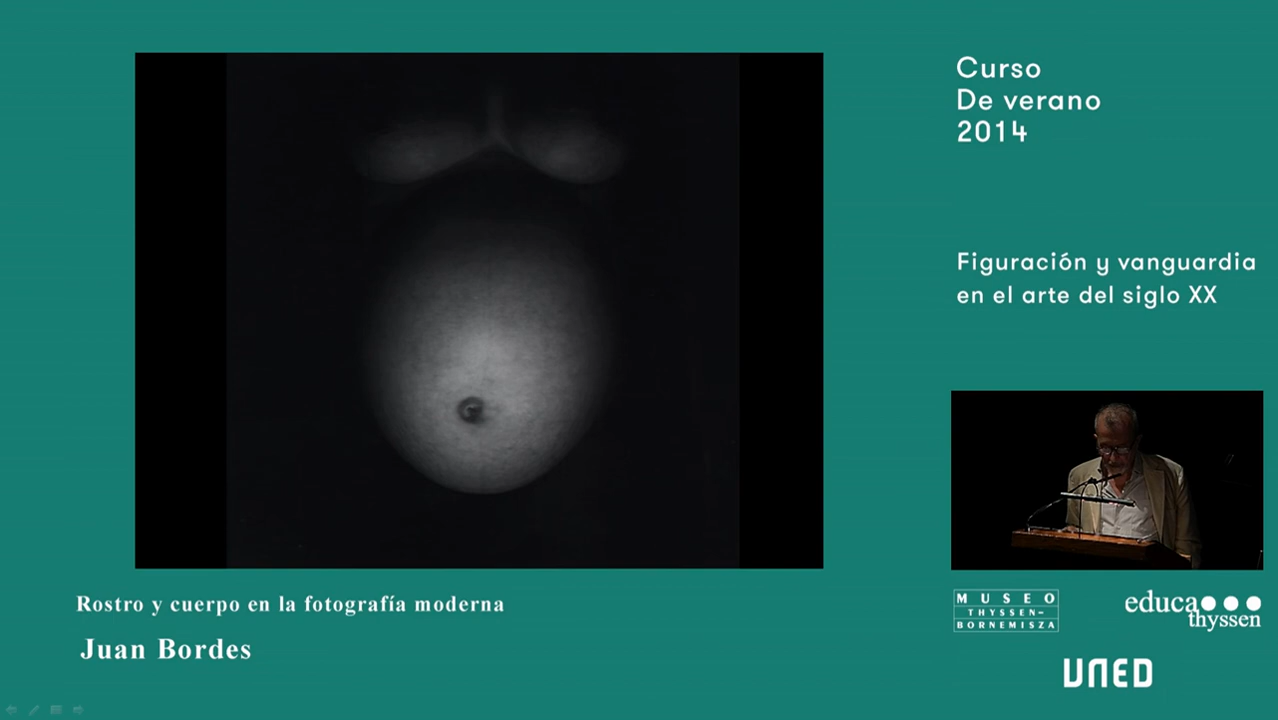 Curso
De verano
2014
Figuración y vanguardia
en el arte del siglo XX
Rostro y cuerpo en la fotografía moderna
Juan Bordes
MUSEO
THYSSEN-
BORNEMISZA
educa
thyssen
UNED